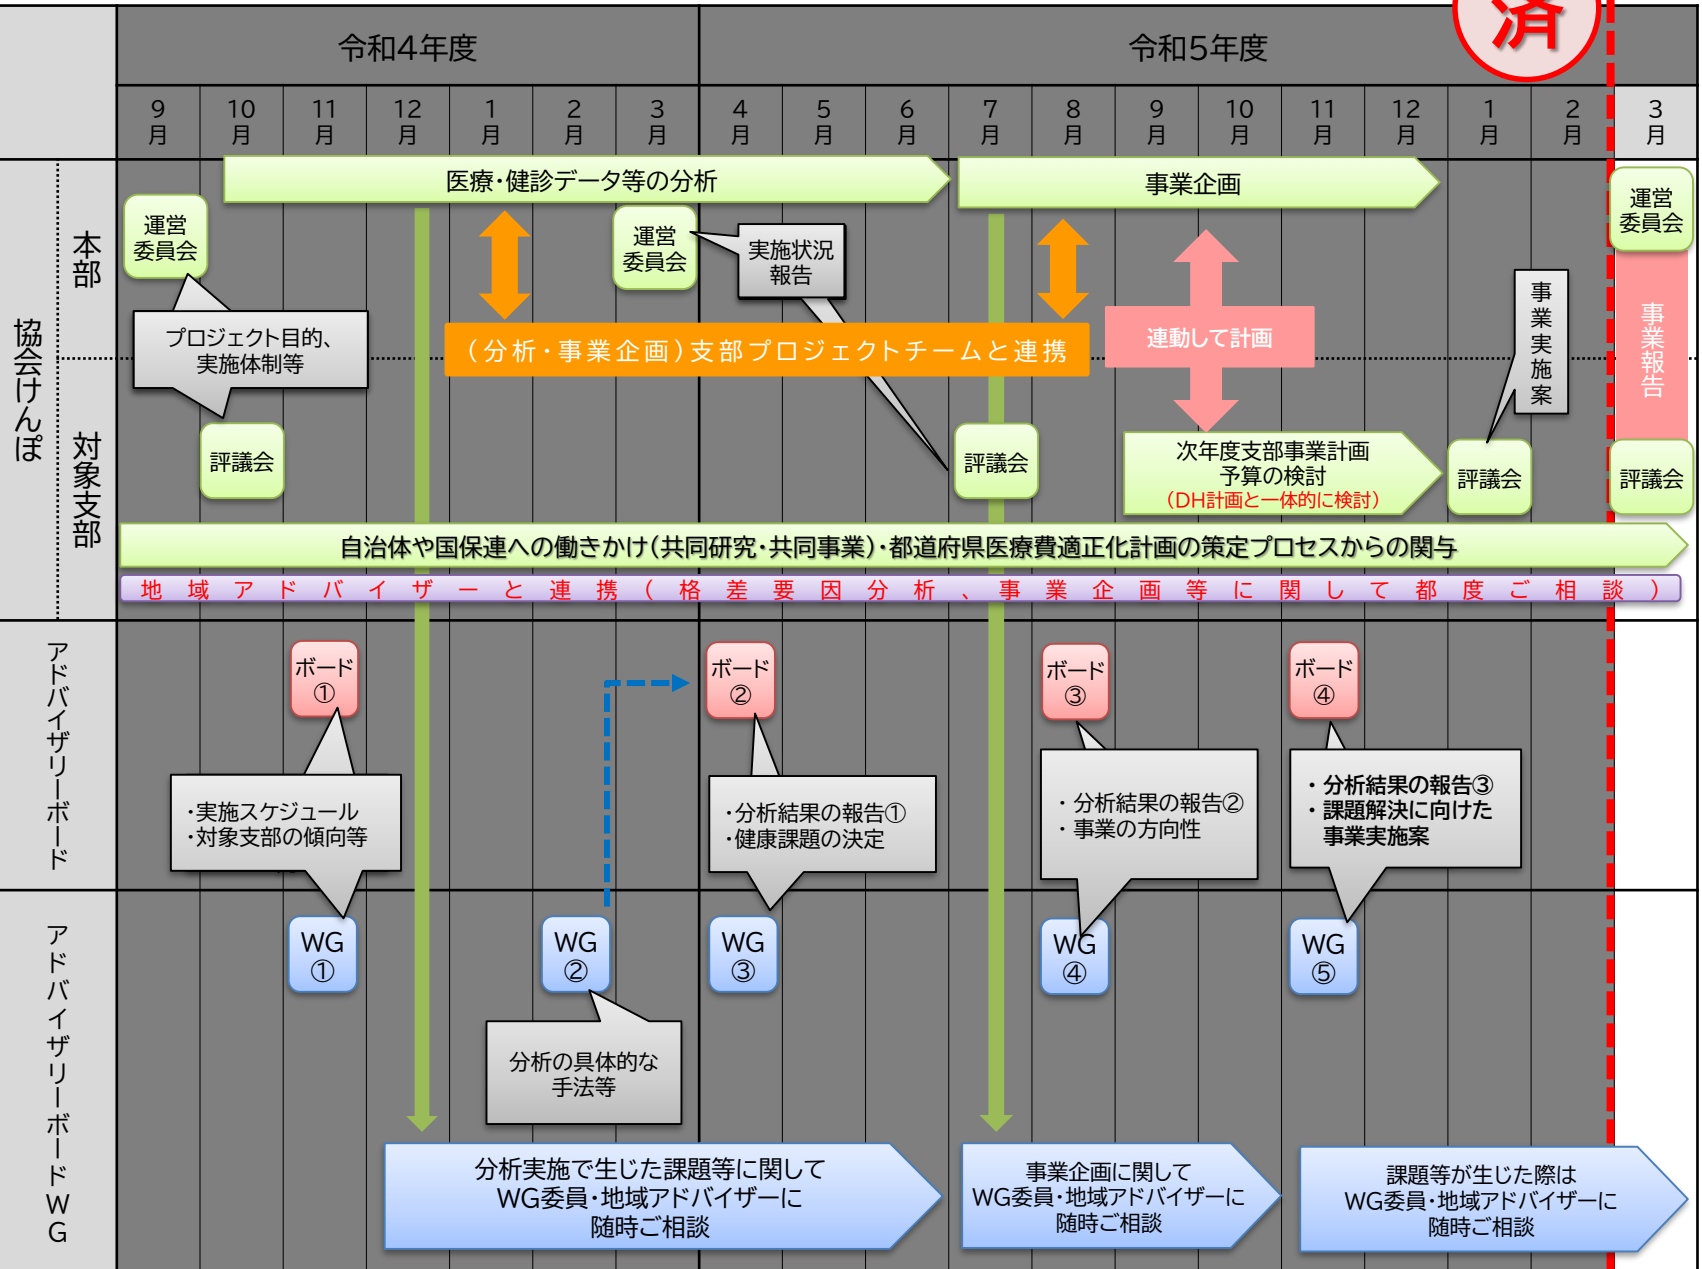 済
令和4年度
令和5年度
9
月
10
月
11
月
12
月
1
月
2
月
3
月
4
月
5
月
6
月
7
月
8
月
9
月
10
月
11
月
12
月
1
月
2
月
3
月
協会けんぽ
本部
医療・健診データ等の分析
事業企画
運営
委員会
運営
委員会
実施状況
報告
運営
委員会
プロジェクト目的、
実施体制等
(分析・事業企画)支部プロジェクトチームと連携
連動して計画
事業実施案
事業報告
対象支部
評議会
評議会
次年度支部事業計画
予算の検討
(DH計画と一体的に検討)
評議会
評議会
自治体や国保連への働きかけ(共同研究・共同事業)・都道府県医療費適正化計画の策定プロセスからの関与
地域アドバイザーと連携(格差要因分析、事業企画等に関して都度ご相談)
アドバイザリーボード
ボード
①
ボード
②
ボード
③
ボード
④
・実施スケジュール
・対象支部の傾向等
・分析結果の報告①
・健康課題の決定
・分析結果の報告②
・事業の方向性
・分析結果の報告③
・課題解決に向けた
事業実施案
アドバイザリーボードWG
WG
①
WG
②
WG
③
WG
④
WG
⑤
分析の具体的な
手法等
分析実施で生じた課題等に関して
WG委員・地域アドバイザーに
随時ご相談
事業企画に関して
WG委員・地域アドバイザーに
随時ご相談
課題等が生じた際は
WG委員・地域アドバイザーに
随時ご相談